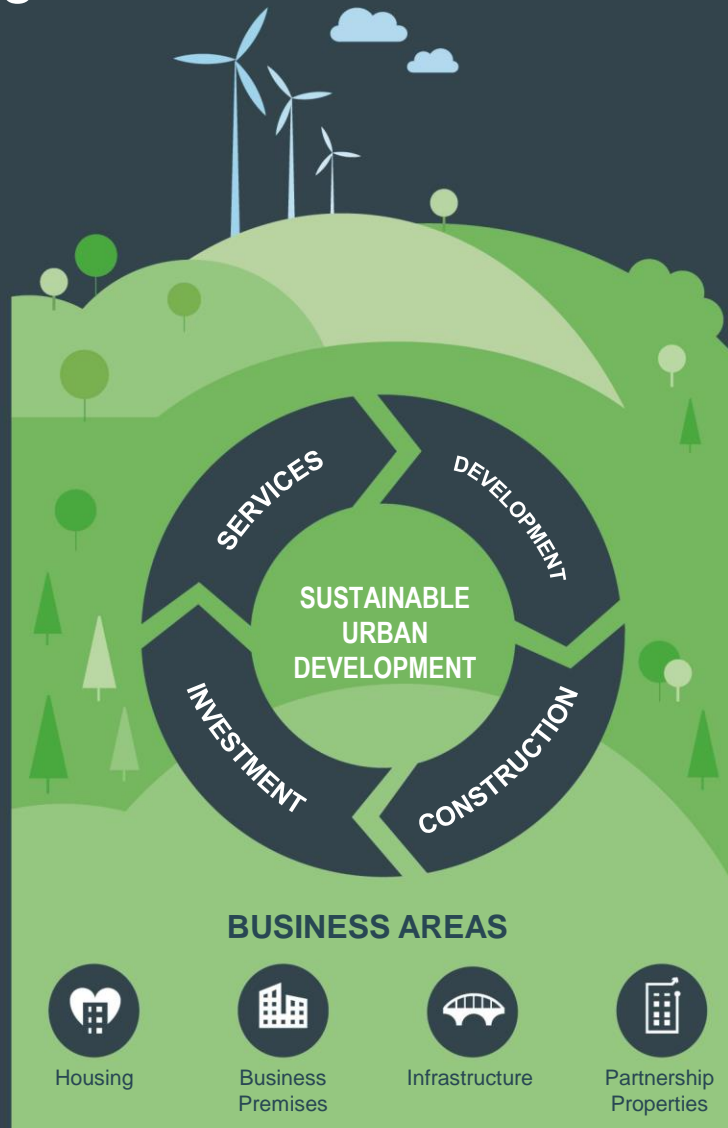 SERVICES
DEVELOPMENT
SUSTAINABLE
URBAN
DEVELOPMENT
INVESTMENT
CONSTRUCTION
BUSINESS AREAS
Housing
Business
Premises
Infrastructure
Partnership
Properties